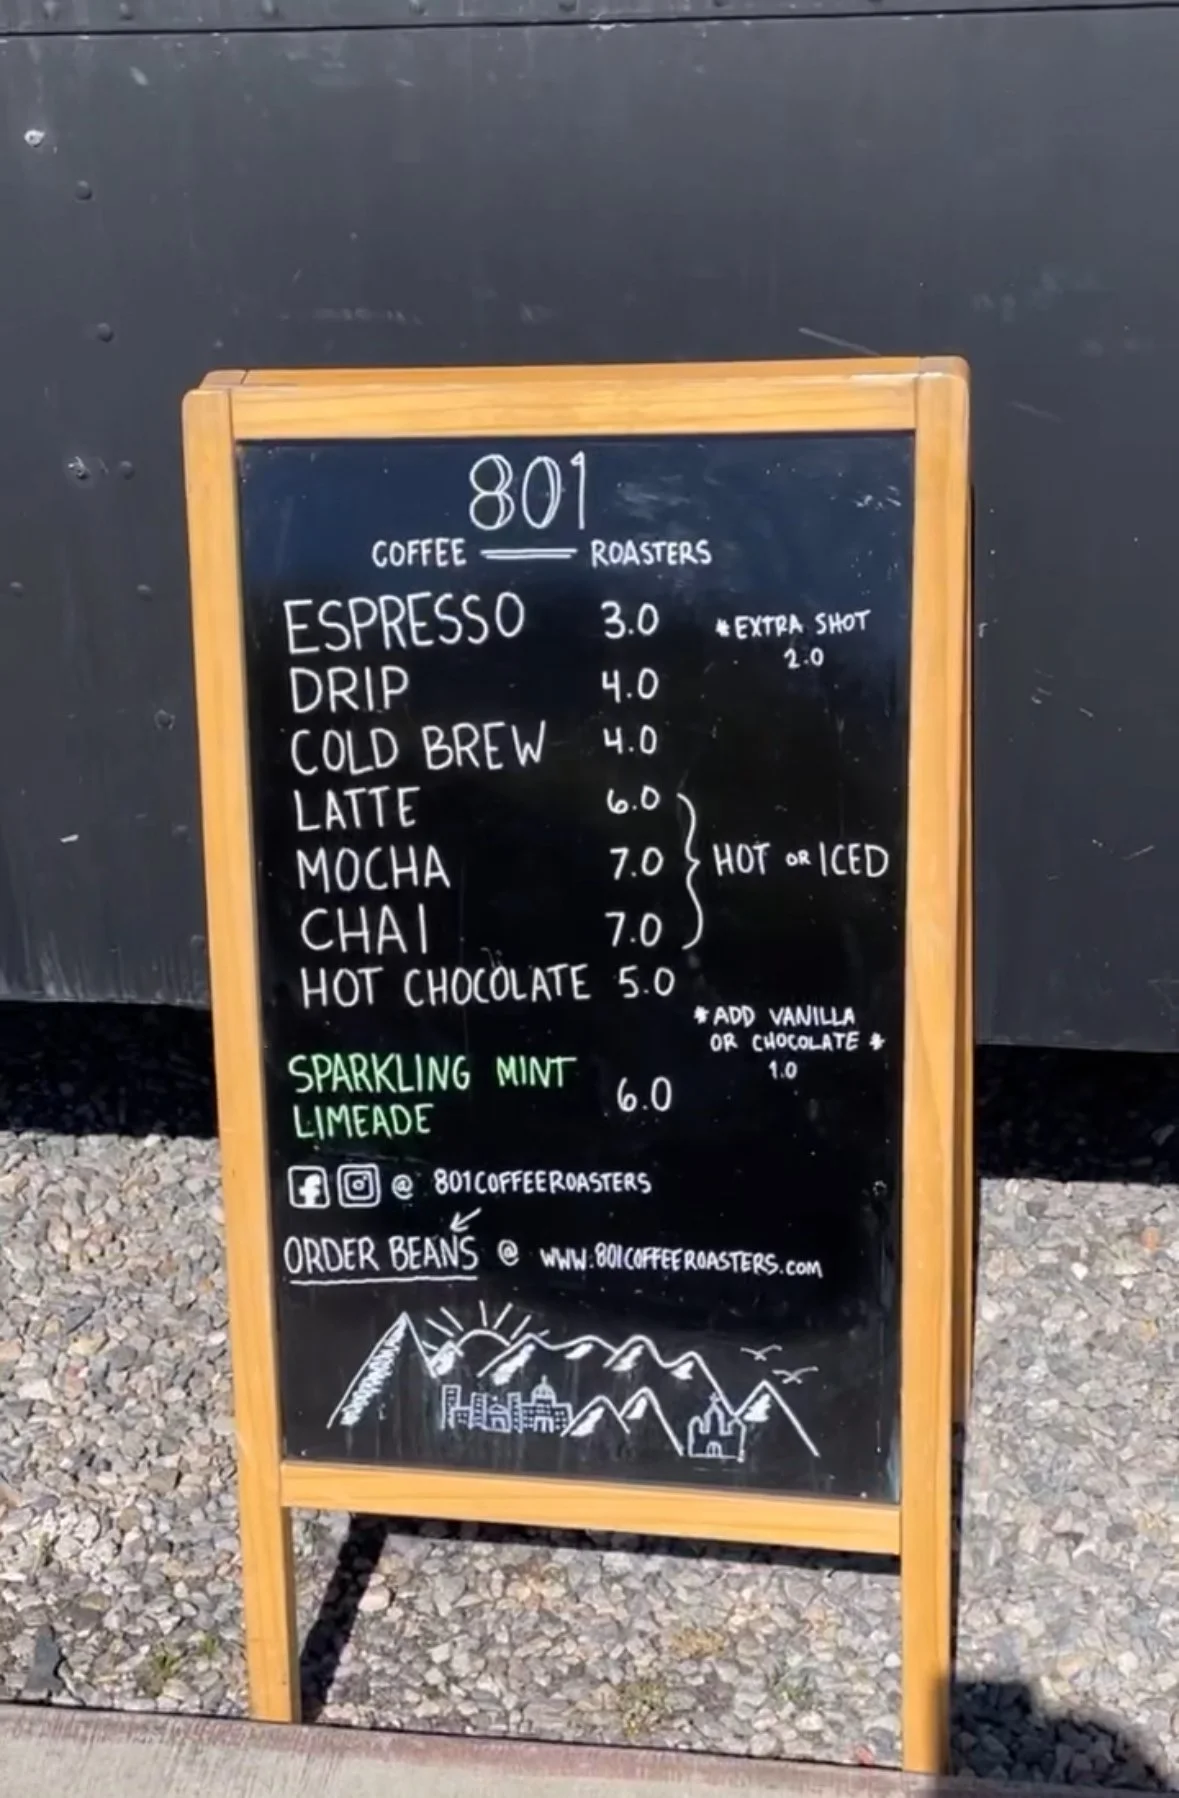 801
COFFEE ROASTERS
ESPRESSO 3.0 *EXTRA SHOT
2.0
DRIP 4.0
COLD BREW 4.0
LATTE 6.0
MOCHA 7.0 HOT OR ICED
CHAI 7.0
HOT CHOCOLATE 5.0
*ADD VANILLA
OR CHOCOLATE *
1.0
SPARKLING MINT
LIMEADE 6.0
@ 801COFFEEROASTERS
ORDER BEANS @ WWW.801COFFEEROASTERS.com